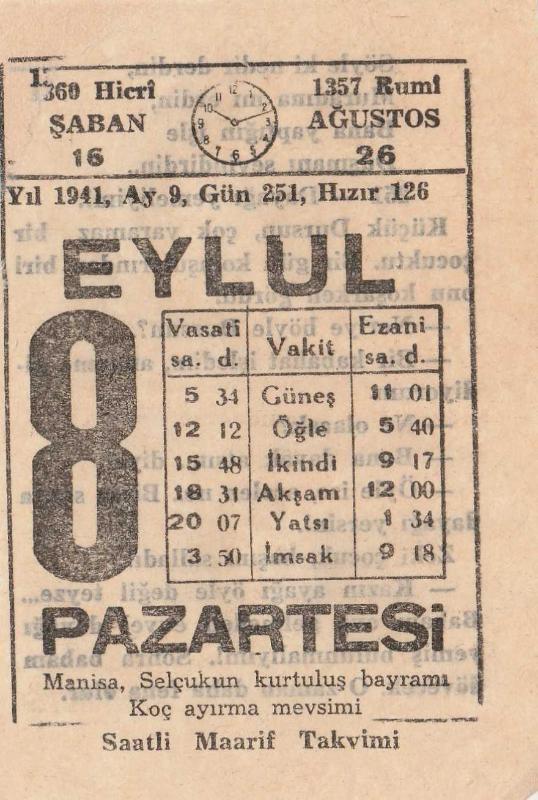 1360 Hicrî
ŞABAN
16
1357 Rumî
AĞUSTOS
26
Yıl 1941, Ay 9, Gün 251, Hızır 126
EYLUL
8
Vasati sa. d. Vakit Ezani sa. d.
5 34 Güneş 11 01
12 12 Öğle 5 40
15 48 İkindi 9 17
18 31 Akşam 12 00
20 07 Yatsı 1 34
3 50 İmsak 9 18
PAZARTESİ
Manisa, Selçukun kurtuluş bayramı
Koç ayırma mevsimi
Saatli Maarif Takvimi